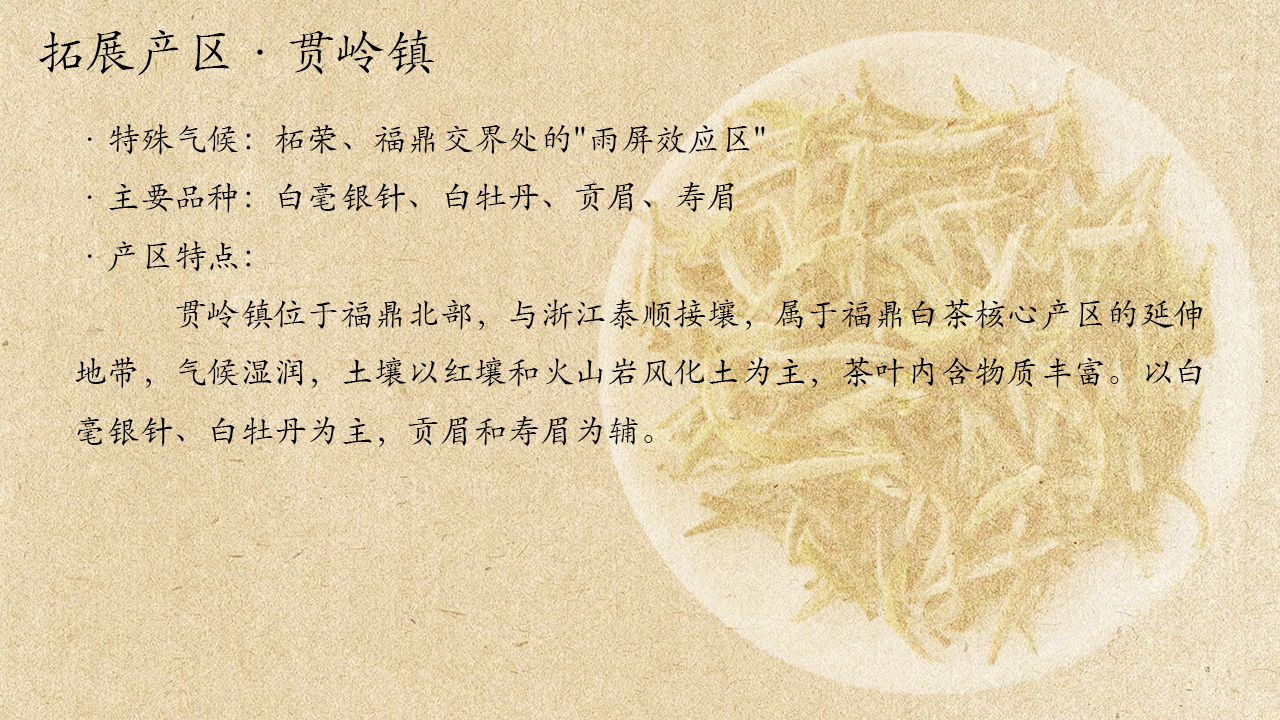 拓展产区·贯岭镇
·特殊气候：柘荣、福鼎交界处的"雨屏效应区"
·主要品种：白毫银针、白牡丹、贡眉、寿眉
·产区特点：
贯岭镇位于福鼎北部，与浙江泰顺接壤，属于福鼎白茶核心产区的延伸
地带，气候湿润，土壤以红壤和火山岩风化土为主，茶叶内含物质丰富。以白
毫银针、白牡丹为主，贡眉和寿眉为辅。